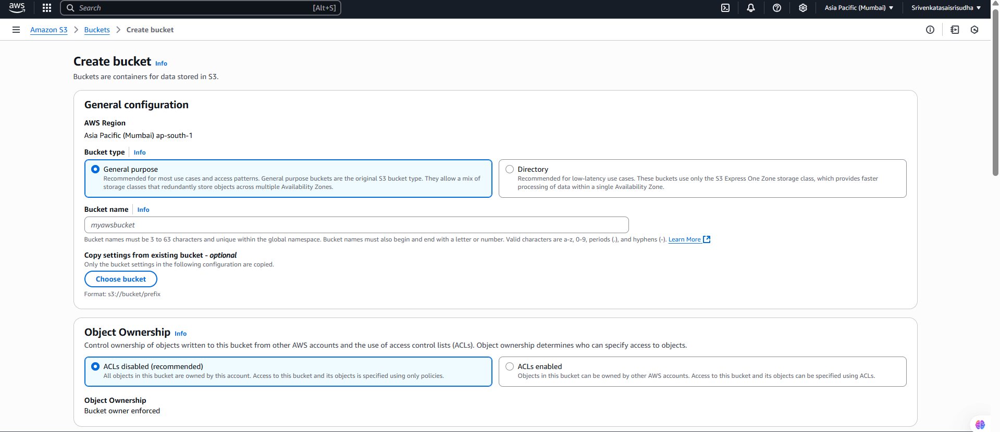 aws
Search [Alt+S]
Asia Pacific (Mumbai)
Srivenkatasaisrisudha
Amazon S3 > Buckets > Create bucket
Create bucket Info
Buckets are containers for data stored in S3.
General configuration
AWS Region
Asia Pacific (Mumbai) ap-south-1
Bucket type Info
General purpose
Recommended for most use cases and access patterns. General purpose buckets are the original S3 bucket type. They allow a mix of
storage classes that redundantly store objects across multiple Availability Zones.
Directory
Recommended for low-latency use cases. These buckets use only the S3 Express One Zone storage class, which provides faster
processing of data within a single Availability Zone.
Bucket name Info
myawsbucket
Bucket names must be 3 to 63 characters and unique within the global namespace. Bucket names must also begin and end with a letter or number. Valid characters are a-z, 0-9, periods (.), and hyphens (-). Learn More
Copy settings from existing bucket - optional
Only the bucket settings in the following configuration are copied.
Choose bucket
Format: s3://bucket/prefix
Object Ownership Info
Control ownership of objects written to this bucket from other AWS accounts and the use of access control lists (ACLs). Object ownership determines who can specify access to objects.
ACLs disabled (recommended)
All objects in this bucket are owned by this account. Access to this bucket and its objects is specified using only policies.
ACLs enabled
Objects in this bucket can be owned by other AWS accounts. Access to this bucket and its objects can be specified using ACLs.
Object Ownership
Bucket owner enforced